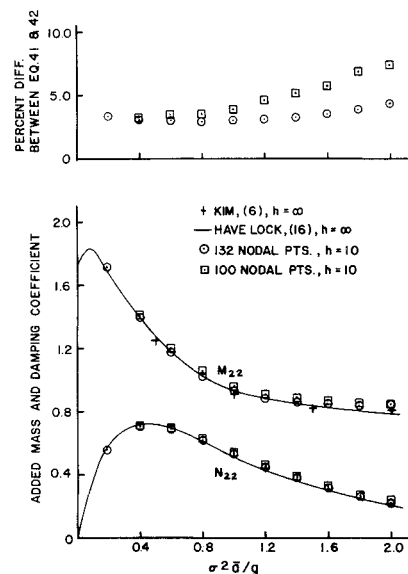 PERCENT DIFF.
BETWEEN EQ.41 & 42
10.0
5.0
0
ADDED MASS AND DAMPING COEFFICIENT
2.0
1.6
1.2
0.8
0.4
0
+ KIM, (6), h = ∞
— HAVELOCK, (16), h = ∞
⊙ 132 NODAL PTS., h = 10
⊡ 100 NODAL PTS., h = 10
M₂₂
N₂₂
0.4 0.8 1.2 1.6 2.0
σ²ā/g